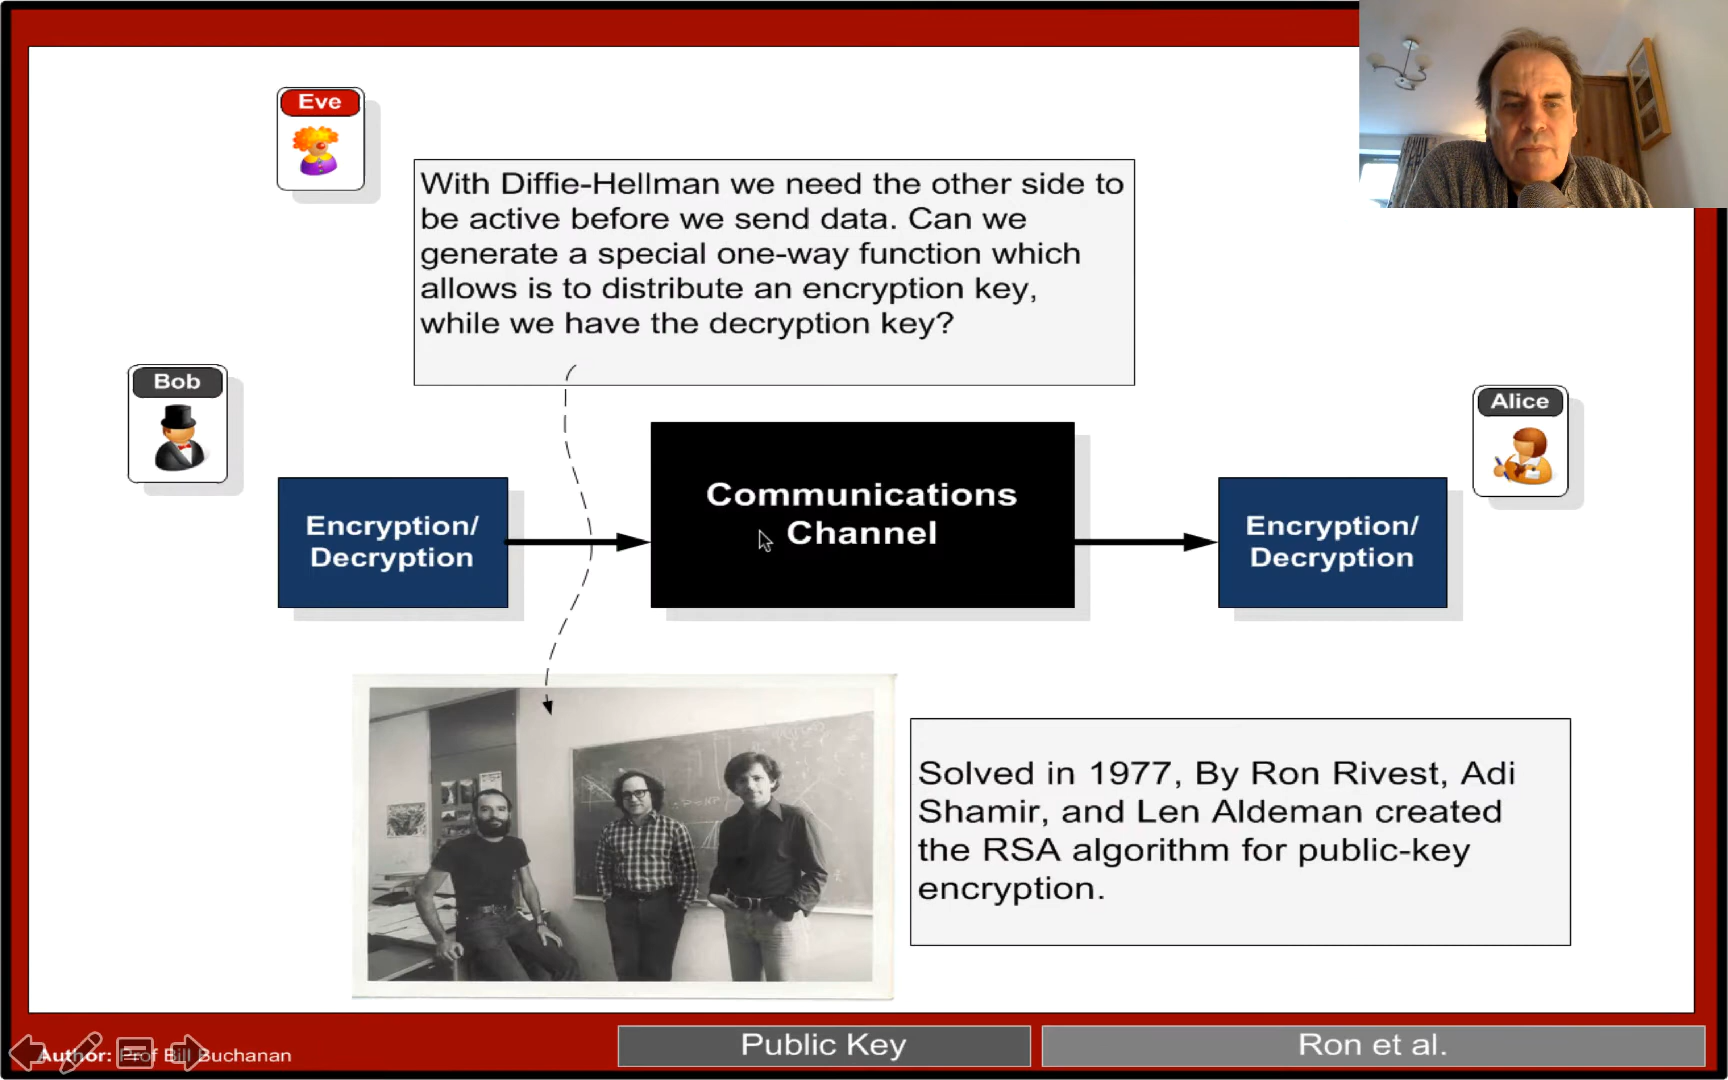 Eve
With Diffie-Hellman we need the other side to
be active before we send data. Can we
generate a special one-way function which
allows is to distribute an encryption key,
while we have the decryption key?
Bob
Alice
Encryption/
Decryption
Communications
Channel
Encryption/
Decryption
Solved in 1977, By Ron Rivest, Adi
Shamir, and Len Aldeman created
the RSA algorithm for public-key
encryption.
Author: Prof Bill Buchanan
Public Key
Ron et al.